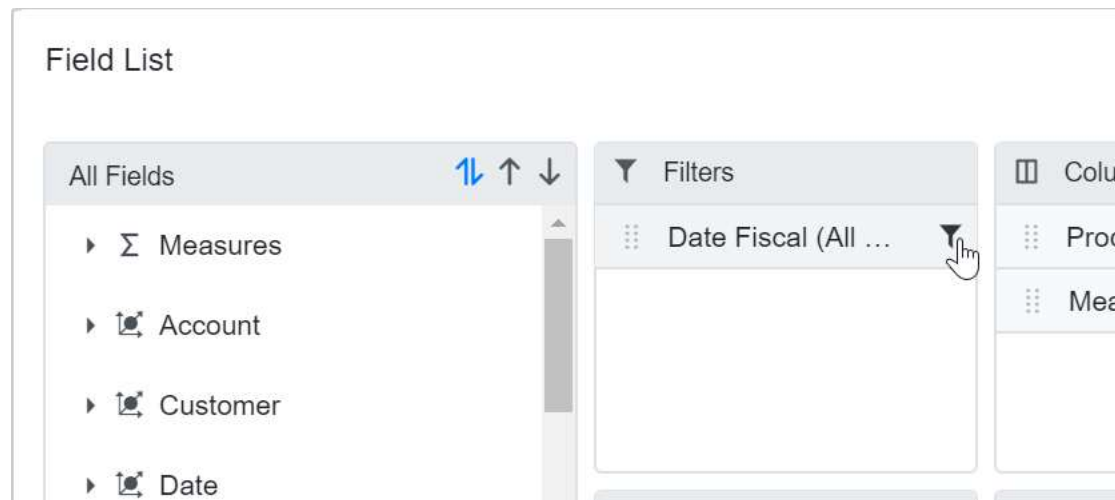 Field List
All Fields
Measures
Account
Customer
Date
Filters
Date Fiscal (All ...